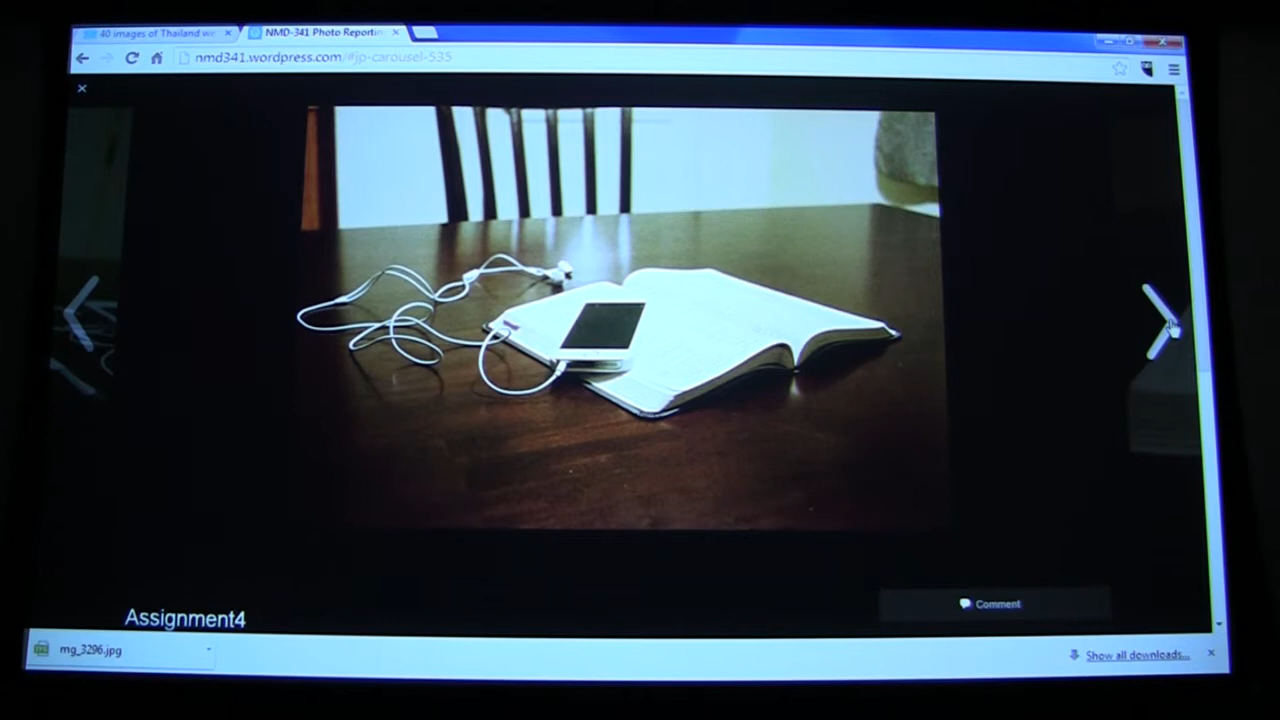 40 images of Thailand we
NMD-341 Photo Reportin
nmd341.wordpress.com/#jp-carousel-535
Assignment4
Comment
mg_3296.jpg
Show all downloads...